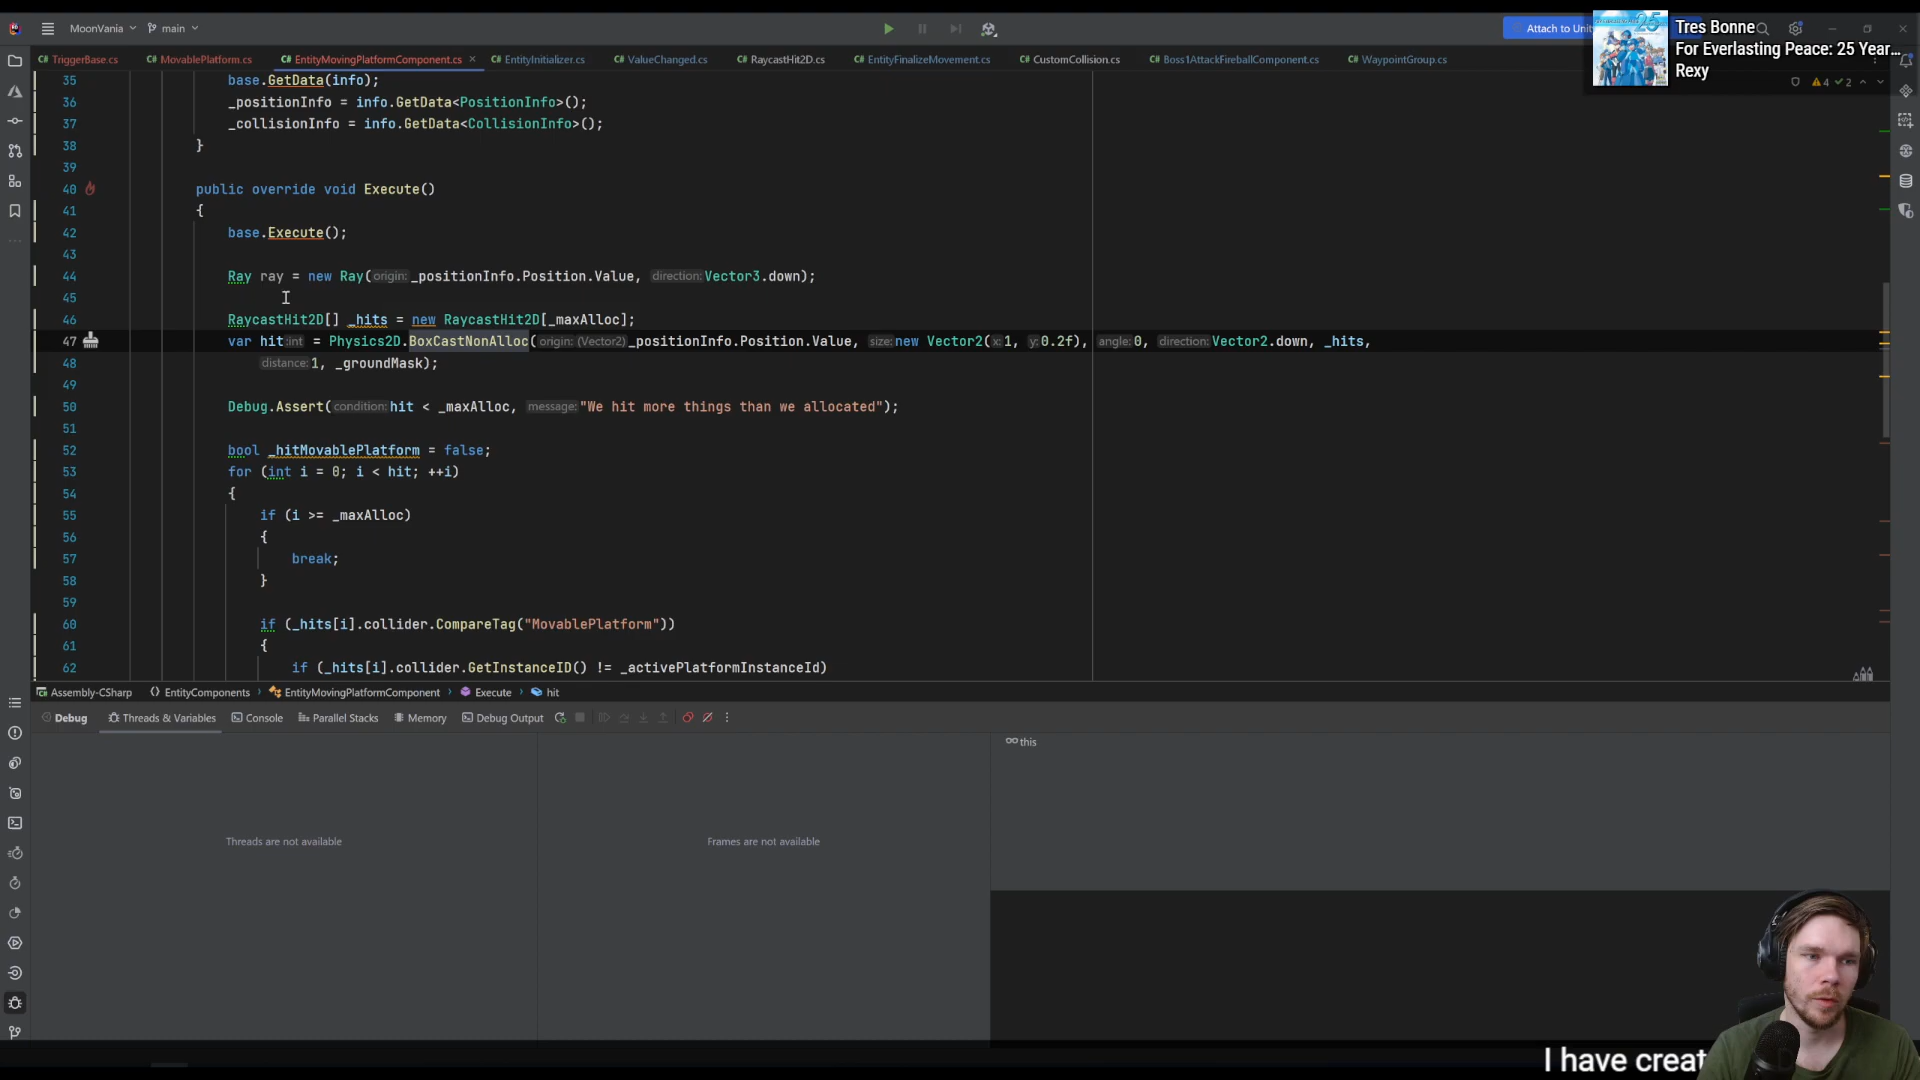 MoonVania
main
Attach to Unit
Tres Bonne
For Everlasting Peace: 25 Year...
Rexy
TriggerBase.cs
MovablePlatform.cs
EntityMovingPlatformComponent.cs
EntityInitializer.cs
ValueChanged.cs
RaycastHit2D.cs
EntityFinalizeMovement.cs
CustomCollision.cs
Boss1AttackFireballComponent.cs
WaypointGroup.cs
4 2
35 base.GetData(info);
36 _positionInfo = info.GetData<PositionInfo>();
37 _collisionInfo = info.GetData<CollisionInfo>();
38 }
39
40 public override void Execute()
41 {
42 base.Execute();
43
44 Ray ray = new Ray(origin: _positionInfo.Position.Value, direction: Vector3.down);
45
46 RaycastHit2D[] _hits = new RaycastHit2D[_maxAlloc];
47 var hit:int = Physics2D.BoxCastNonAlloc(origin: (Vector2)_positionInfo.Position.Value, size: new Vector2(x: 1, y: 0.2f), angle: 0, direction: Vector2.down, _hits,
48 distance: 1, _groundMask);
49
50 Debug.Assert(condition: hit < _maxAlloc, message: "We hit more things than we allocated");
51
52 bool _hitMovablePlatform = false;
53 for (int i = 0; i < hit; ++i)
54 {
55 if (i >= _maxAlloc)
56 {
57 break;
58 }
59
60 if (_hits[i].collider.CompareTag("MovablePlatform"))
61 {
62 if (_hits[i].collider.GetInstanceID() != _activePlatformInstanceId)
Assembly-CSharp
EntityComponents
EntityMovingPlatformComponent
Execute
hit
Debug
Threads & Variables
Console
Parallel Stacks
Memory
Debug Output
this
Threads are not available
Frames are not available
I have creat